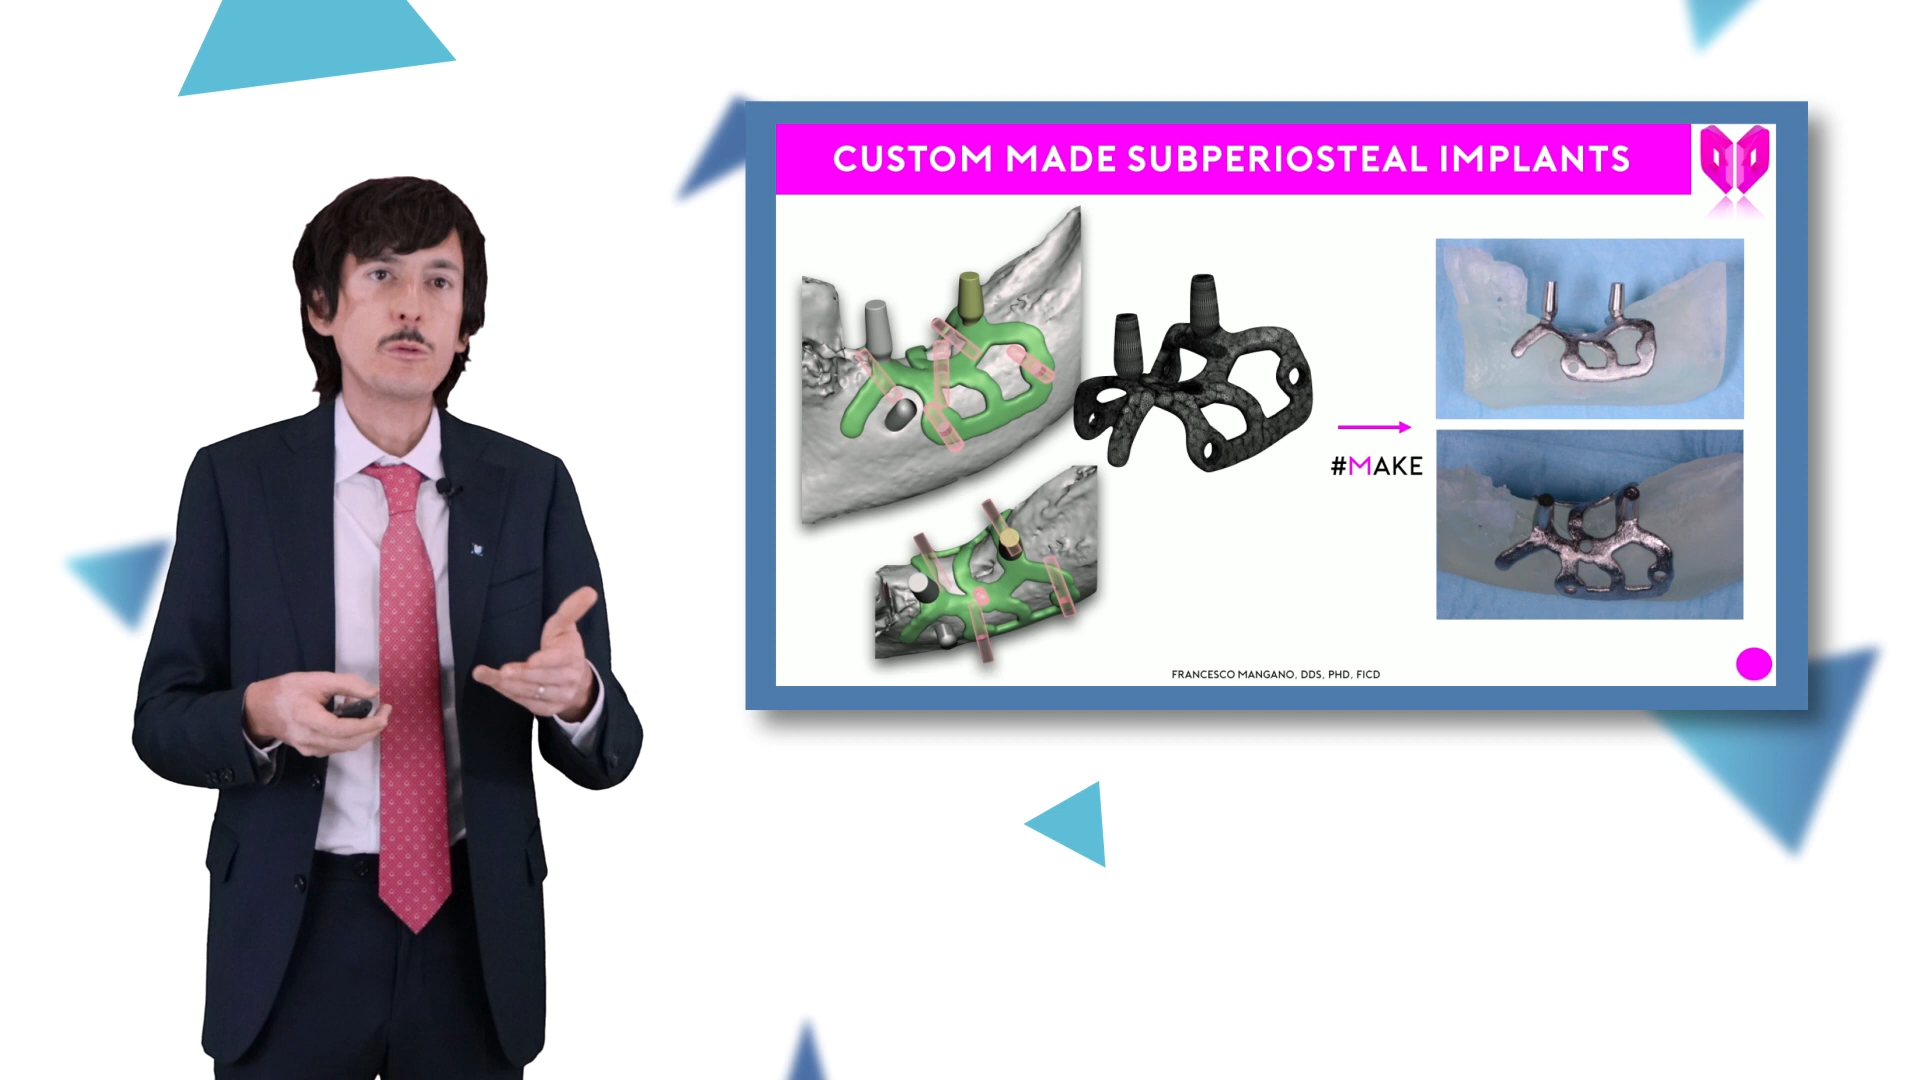 CUSTOM MADE SUBPERIOSTEAL IMPLANTS
#MAKE
FRANCESCO MANGANO, DDS, PHD, FICD